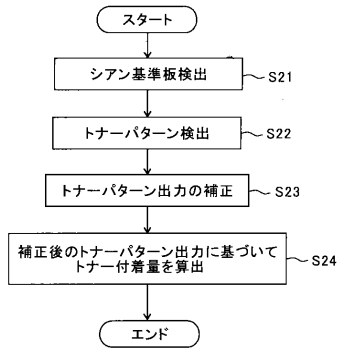 スタート
シアン基準板検出
S21
トナーパターン検出
S22
トナーパターン出力の補正
S23
補正後のトナーパターン出力に基づいて
トナー付着量を算出
S24
エンド